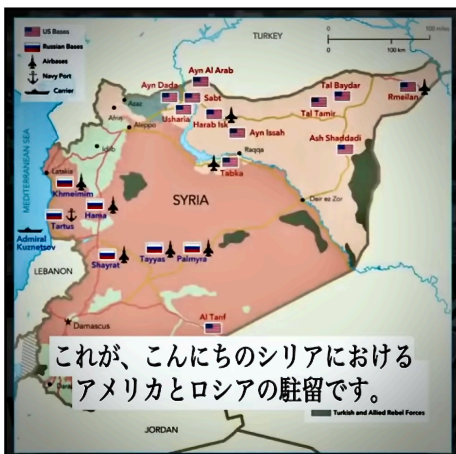 US Bases
Russian Bases
Airbases
Navy Port
Carrier
TURKEY
100 miles
100 km
Ayn Al Arab
Ayn Dada
Sabt
Usharia
Harab Isk
Ayn Issah
Tal Baydar
Tal Tamir
Rmeilan
Ash Shaddadi
Azaz
Afrin
Aleppo
Idlib
Raqqa
Tabka
MEDITERRANEAN SEA
Latakia
Khmeimim
SYRIA
Deir ez Zor
Hama
Tartus
Admiral
Kuznetsov
Shayrat
Tayyas
Palmyra
LEBANON
Damascus
Al Tanf
これが、こんにちのシリアにおける
アメリカとロシアの駐留です。
Turkish and Allied Rebel Forces
JORDAN